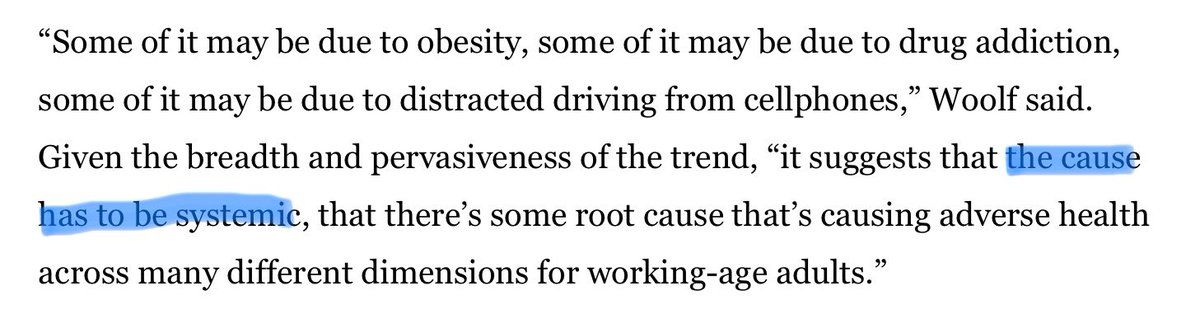 “Some of it may be due to obesity, some of it may be due to drug addiction,
some of it may be due to distracted driving from cellphones,” Woolf said.
Given the breadth and pervasiveness of the trend, “it suggests that the cause
has to be systemic, that there’s some root cause that’s causing adverse health
across many different dimensions for working-age adults.”